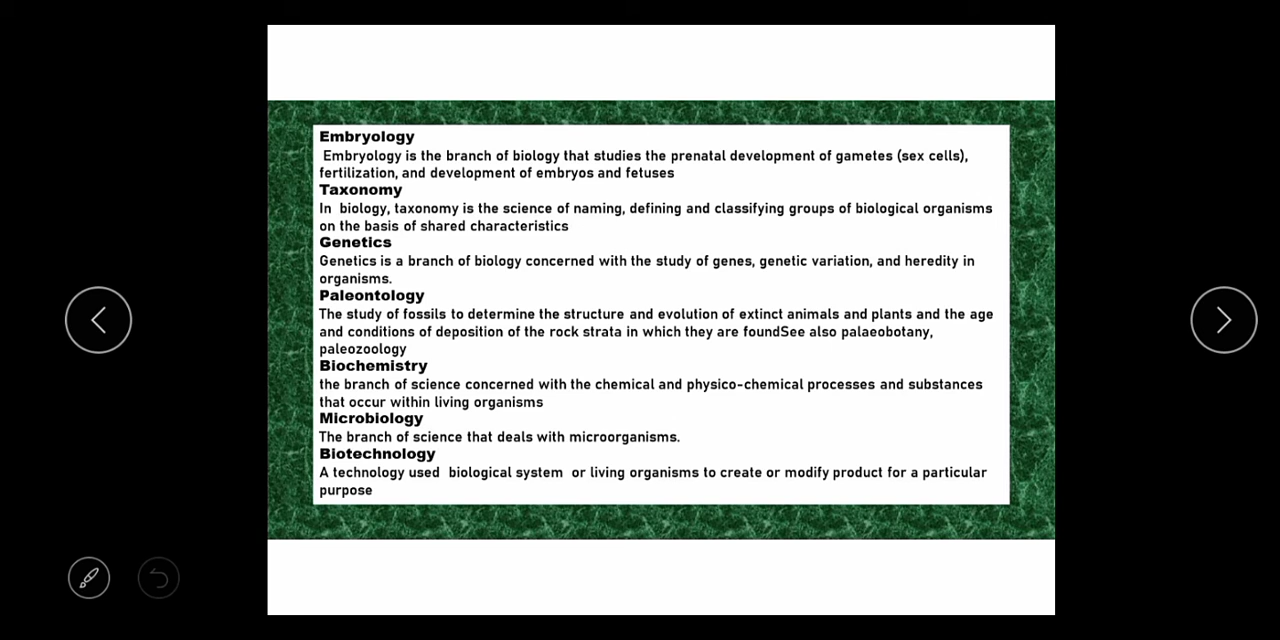 Embryology
Embryology is the branch of biology that studies the prenatal development of gametes (sex cells),
fertilization, and development of embryos and fetuses
Taxonomy
In biology, taxonomy is the science of naming, defining and classifying groups of biological organisms
on the basis of shared characteristics
Genetics
Genetics is a branch of biology concerned with the study of genes, genetic variation, and heredity in
organisms.
Paleontology
The study of fossils to determine the structure and evolution of extinct animals and plants and the age
and conditions of deposition of the rock strata in which they are foundSee also palaeobotany,
paleozoology
Biochemistry
the branch of science concerned with the chemical and physico-chemical processes and substances
that occur within living organisms
Microbiology
The branch of science that deals with microorganisms.
Biotechnology
A technology used biological system or living organisms to create or modify product for a particular
purpose